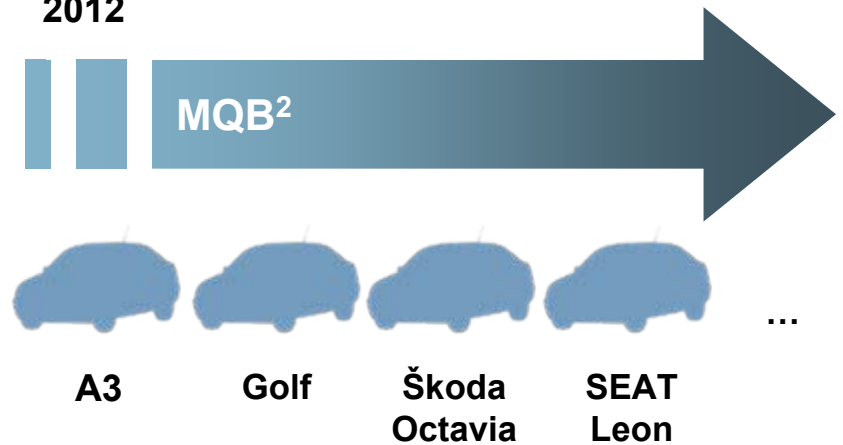 2012
MQB²
...
A3
Golf
Škoda
Octavia
SEAT
Leon